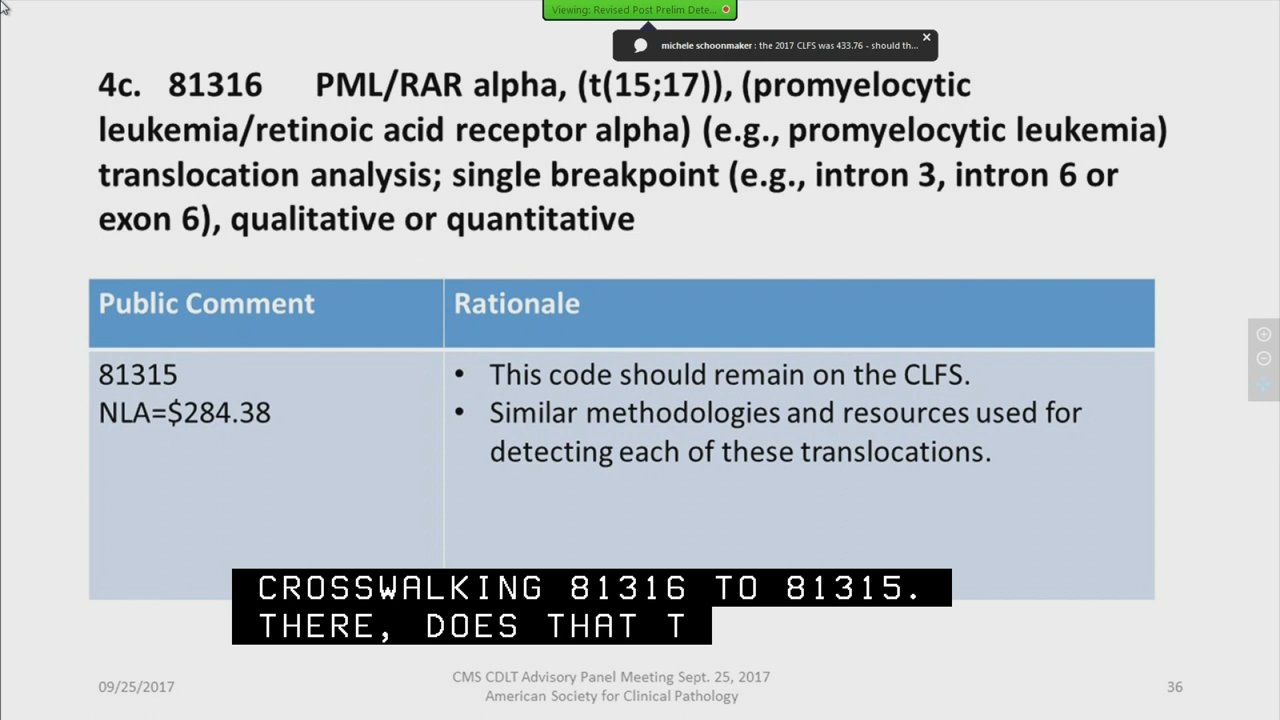 Viewing: Revised Post Prelim Dete...
michele schoonmaker : the 2017 CLFS was 433.76 - should th...
4c. 81316 PML/RAR alpha, (t(15;17)), (promyelocytic
leukemia/retinoic acid receptor alpha) (e.g., promyelocytic leukemia)
translocation analysis; single breakpoint (e.g., intron 3, intron 6 or
exon 6), qualitative or quantitative
Public Comment
Rationale
81315
NLA=$284.38
• This code should remain on the CLFS.
• Similar methodologies and resources used for
detecting each of these translocations.
CROSSWALKING 81316 TO 81315.
THERE, DOES THAT T
09/25/2017
CMS CDLT Advisory Panel Meeting Sept. 25, 2017
American Society for Clinical Pathology
36